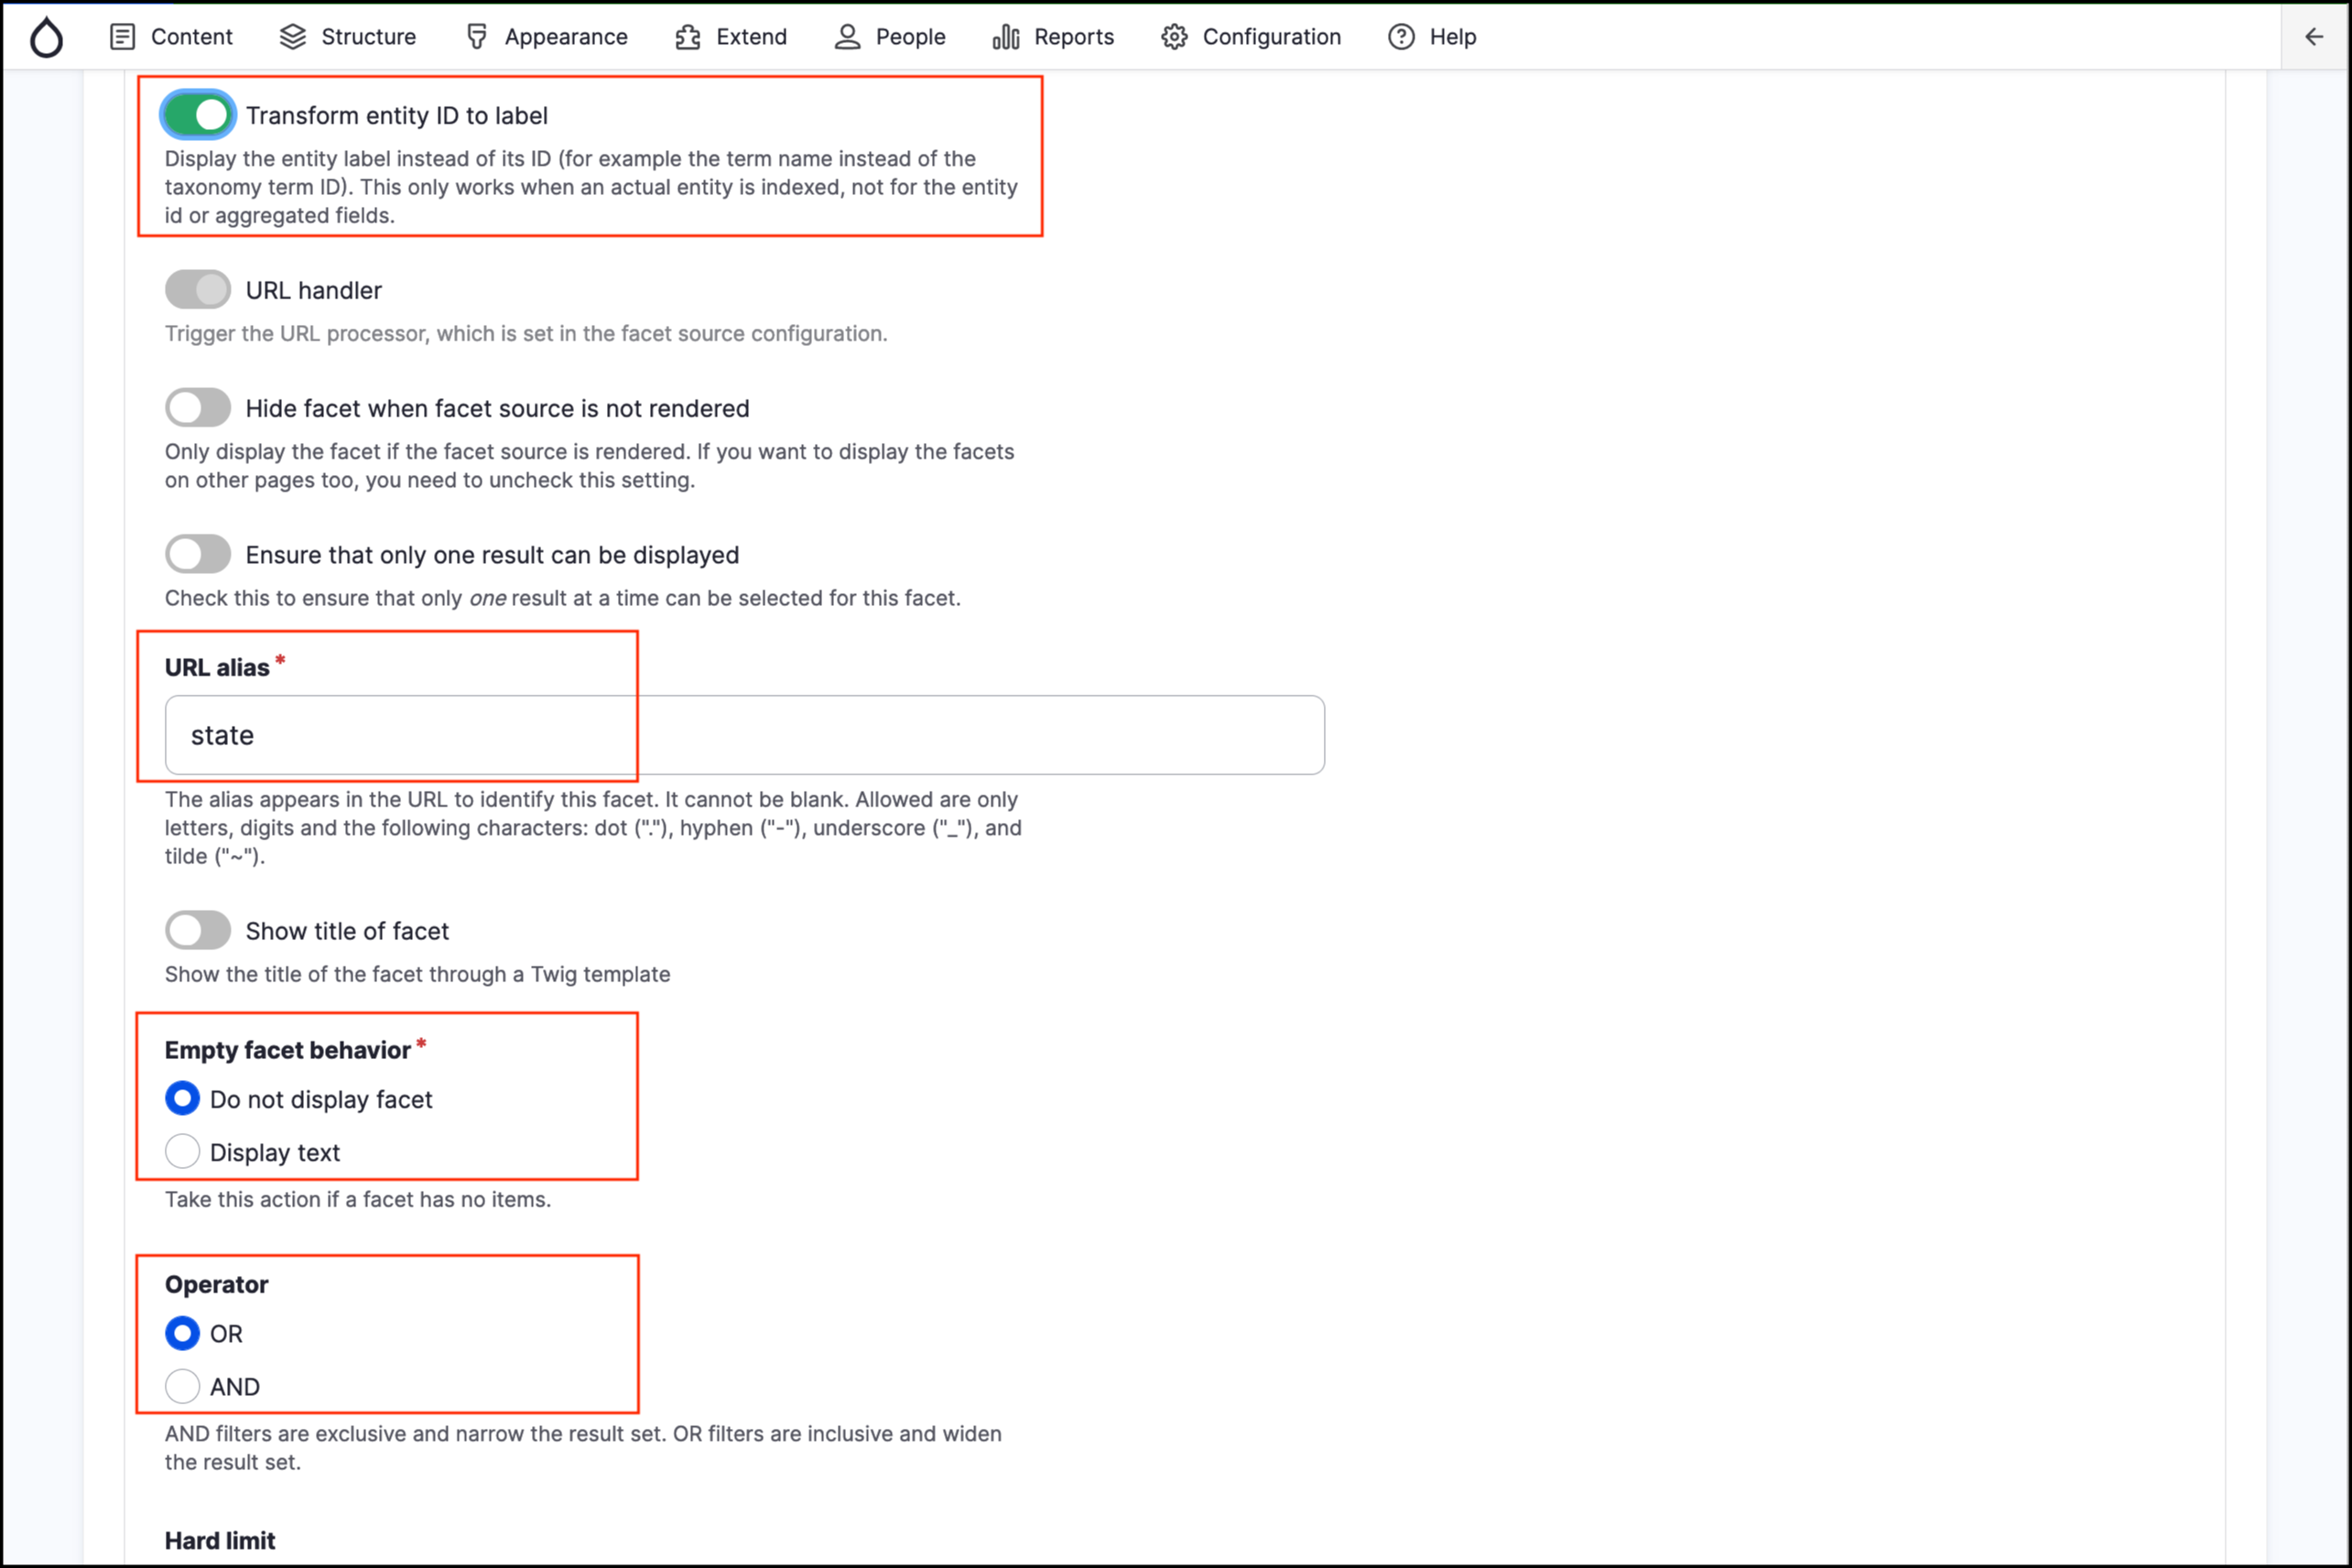 Content Structure Appearance Extend People Reports Configuration Help
Transform entity ID to label
Display the entity label instead of its ID (for example the term name instead of the
taxonomy term ID). This only works when an actual entity is indexed, not for the entity
id or aggregated fields.
URL handler
Trigger the URL processor, which is set in the facet source configuration.
Hide facet when facet source is not rendered
Only display the facet if the facet source is rendered. If you want to display the facets
on other pages too, you need to uncheck this setting.
Ensure that only one result can be displayed
Check this to ensure that only one result at a time can be selected for this facet.
URL alias *
state
The alias appears in the URL to identify this facet. It cannot be blank. Allowed are only
letters, digits and the following characters: dot ("."), hyphen ("-"), underscore ("_"), and
tilde ("~").
Show title of facet
Show the title of the facet through a Twig template
Empty facet behavior *
Do not display facet
Display text
Take this action if a facet has no items.
Operator
OR
AND
AND filters are exclusive and narrow the result set. OR filters are inclusive and widen
the result set.
Hard limit